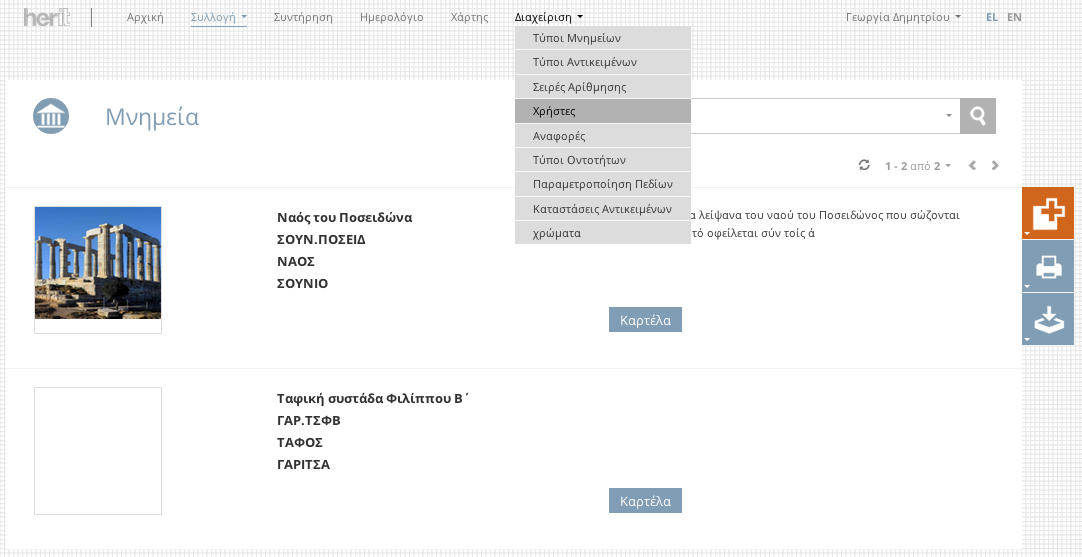 herit
Αρχική Συλλογή Συντήρηση Ημερολόγιο Χάρτης Διαχείριση Γεωργία Δημητρίου EL EN
Τύποι Μνημείων
Τύποι Αντικειμένων
Σειρές Αρίθμησης
Χρήστες
Αναφορές
Τύποι Οντοτήτων
Παραμετροποίηση Πεδίων
Καταστάσεις Αντικειμένων
χρώματα
Μνημεία
1 - 2 από 2
Ναός του Ποσειδώνα
ΣΟΥΝ.ΠΟΣΕΙΔ
ΝΑΟΣ
ΣΟΥΝΙΟ
α λείψανα του ναού του Ποσειδώνος που σώζονται
τό οφείλεται σύν τοίς ά
Καρτέλα
Ταφική συστάδα Φιλίππου Β΄
ΓΑΡ.ΤΣΦΒ
ΤΑΦΟΣ
ΓΑΡΙΤΣΑ
Καρτέλα